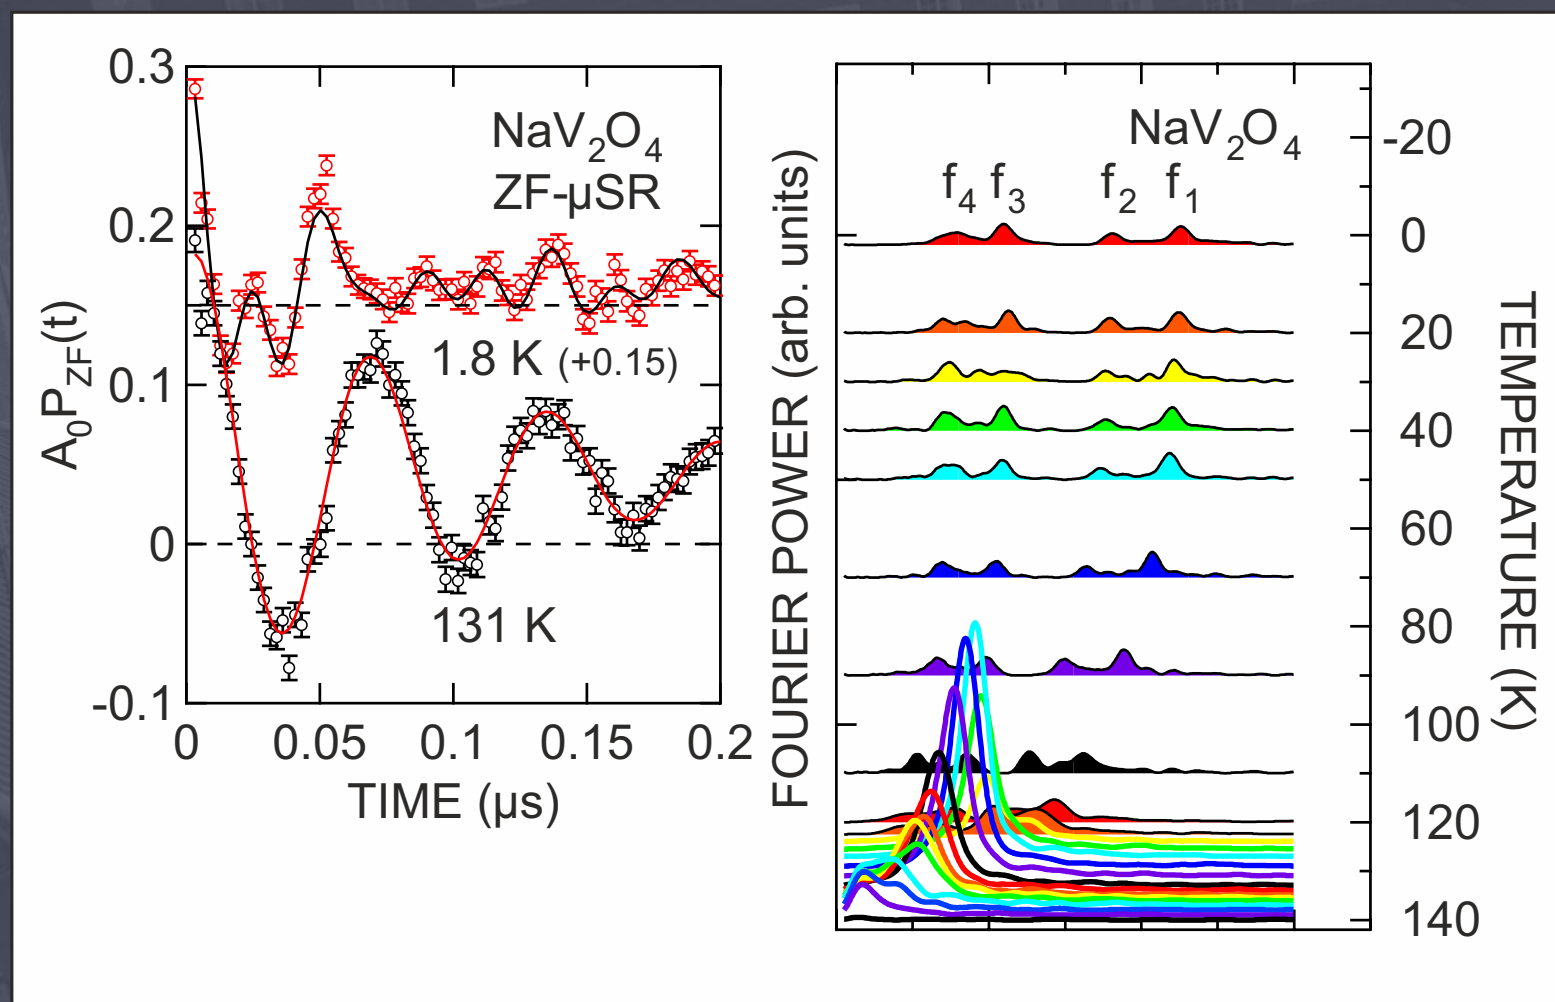 0.3
0.2
0.1
0
-0.1
0
0.05
0.1
0.15
0.2
A₀P_ZF(t)
TIME (μs)
NaV₂O₄
ZF-μSR
1.8 K (+0.15)
131 K
FOURIER POWER (arb. units)
NaV₂O₄
f₄ f₃ f₂ f₁
-20
0
20
40
60
80
100
120
140
TEMPERATURE (K)